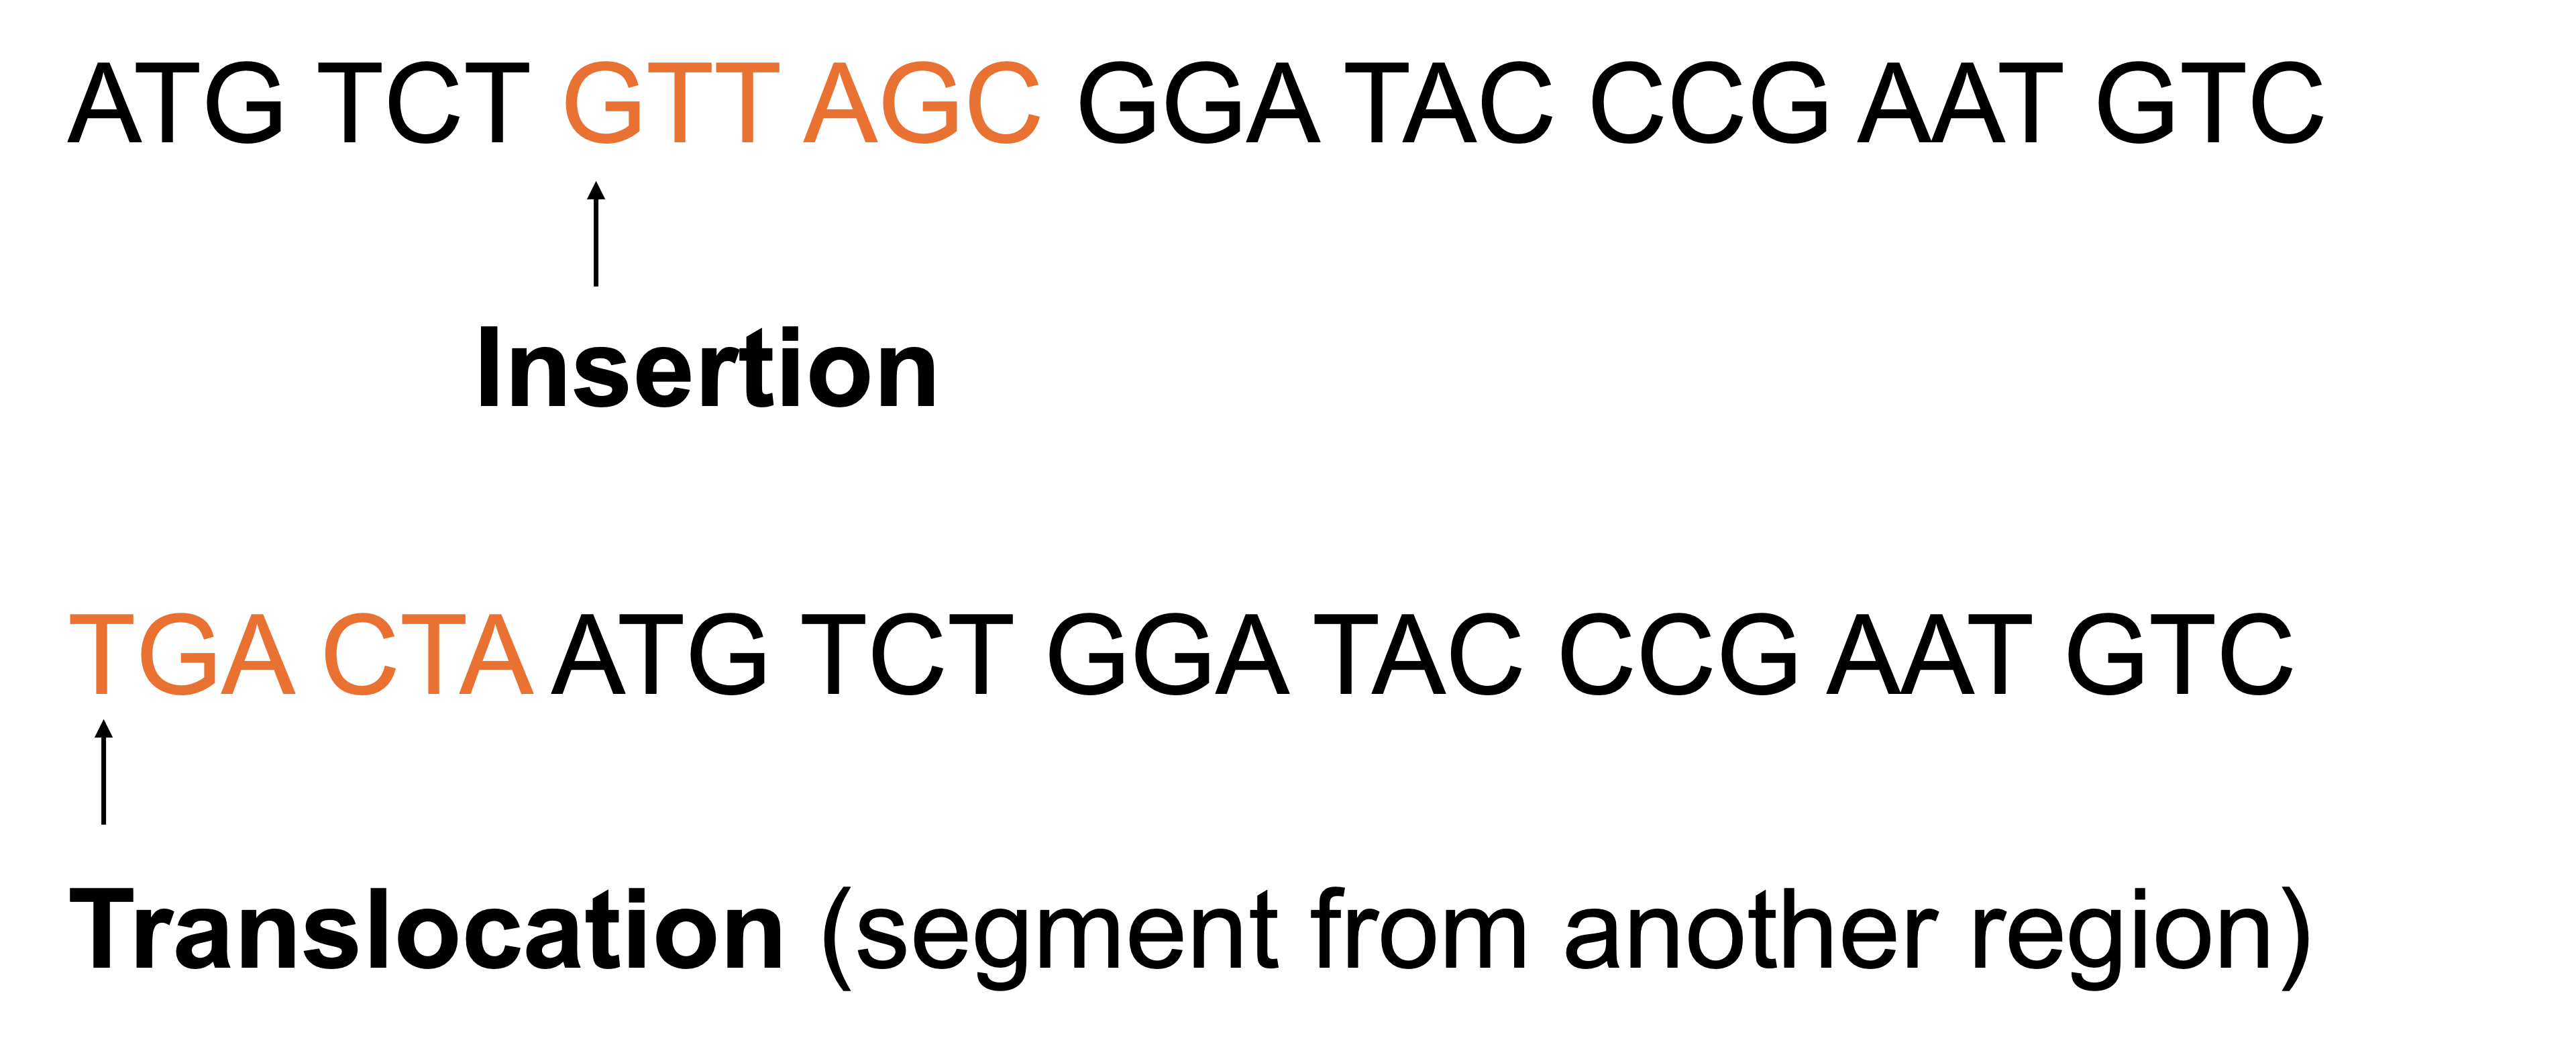 ATG TCT GTT AGC GGA TAC CCG AAT GTC
Insertion
TGA CTA ATG TCT GGA TAC CCG AAT GTC
Translocation (segment from another region)